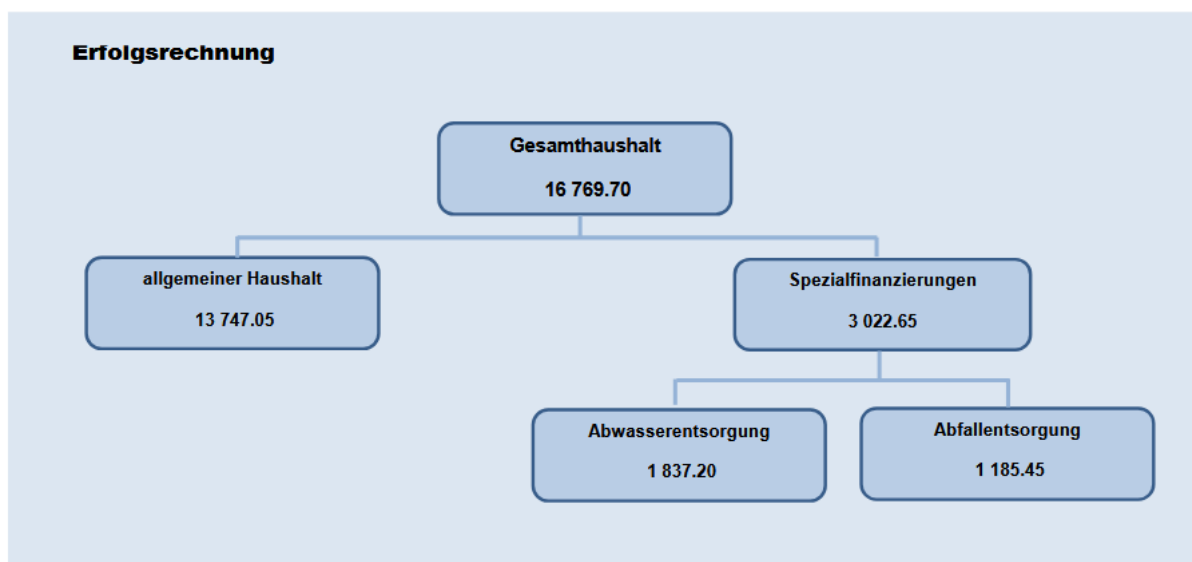 Erfolgsrechnung
Gesamthaushalt
16 769.70
allgemeiner Haushalt
13 747.05
Spezialfinanzierungen
3 022.65
Abwasserentsorgung
1 837.20
Abfallentsorgung
1 185.45